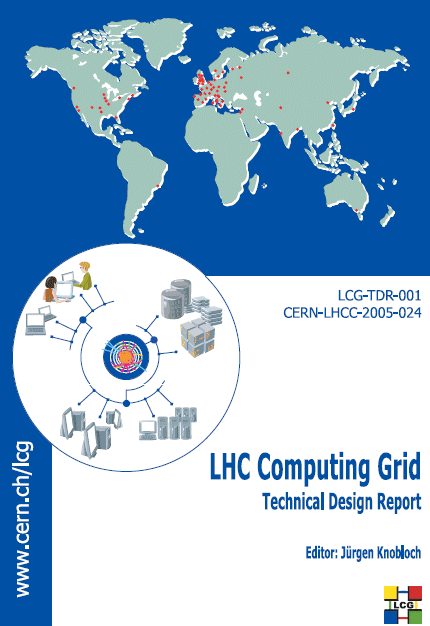 LCG-TDR-001
CERN-LHCC-2005-024
LHC Computing Grid
Technical Design Report
Editor: Jürgen Knobloch
www.cern.ch/lcg
LCG